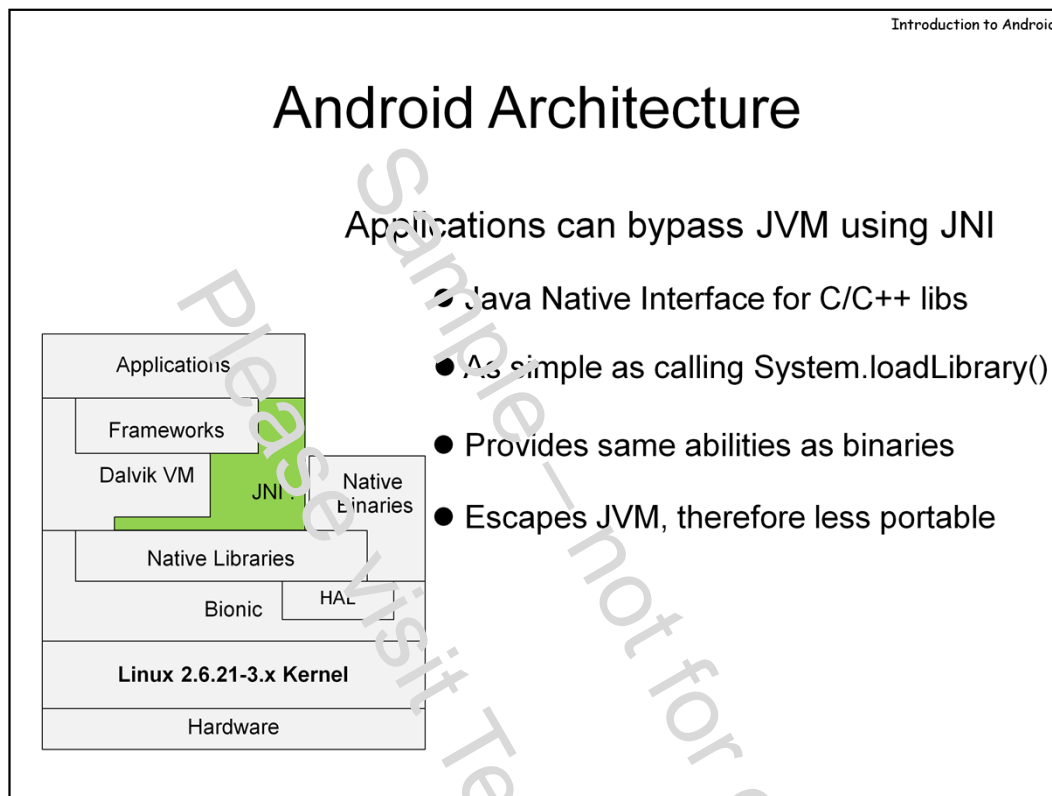 Introduction to Android
Android Architecture
Applications can bypass JVM using JNI
● Java Native Interface for C/C++ libs
● As simple as calling System.loadLibrary()
● Provides same abilities as binaries
● Escapes JVM, therefore less portable
Applications
Frameworks
Dalvik VM
JNI
Native
Binaries
Native Libraries
HAL
Bionic
Linux 2.6.21-3.x Kernel
Hardware
Sample – not for
Please visit Te